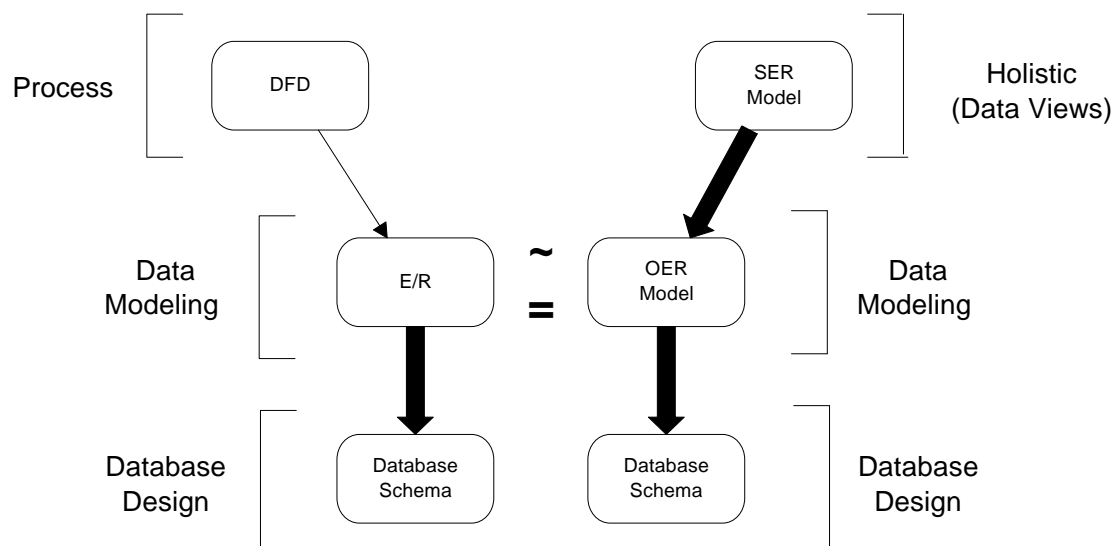 Process
DFD
SER
Model
Holistic
(Data Views)
Data
Modeling
E/R
~
=
OER
Model
Data
Modeling
Database
Design
Database
Schema
Database
Schema
Database
Design